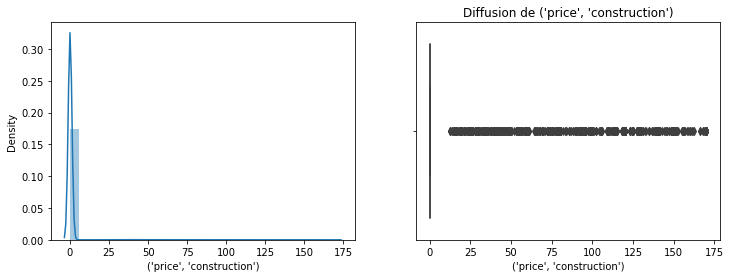 Diffusion de ('price', 'construction')
0.30
0.25
0.20
0.15
0.10
0.05
0.00
Density
0 25 50 75 100 125 150 175
('price', 'construction')
0 25 50 75 100 125 150 175
('price', 'construction')